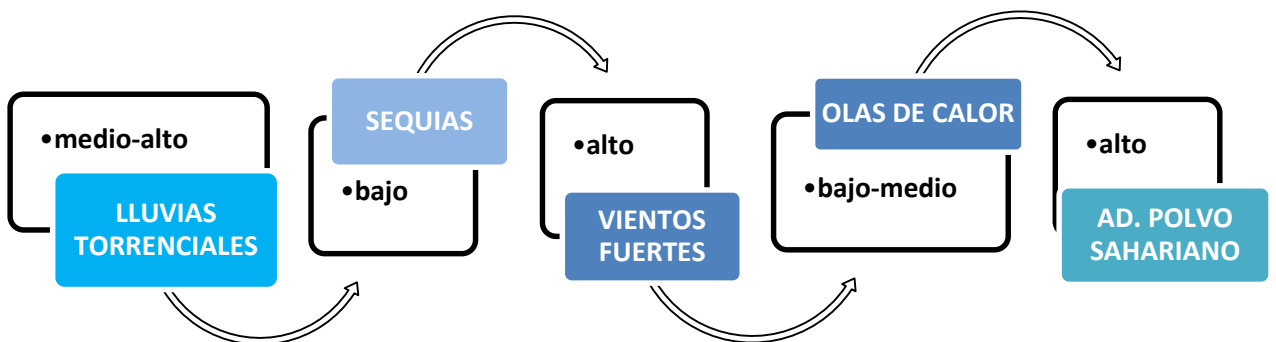 •medio-alto
LLUVIAS
TORRENCIALES
SEQUIAS
•bajo
•alto
VIENTOS
FUERTES
OLAS DE CALOR
•bajo-medio
•alto
AD. POLVO
SAHARIANO